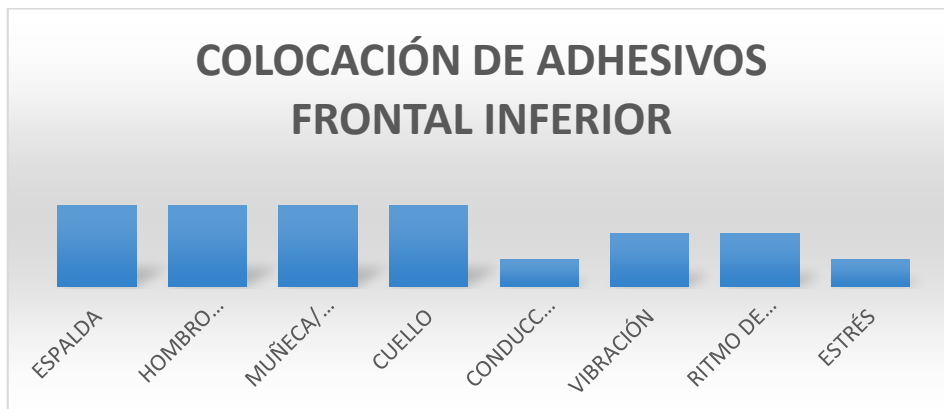 COLOCACIÓN DE ADHESIVOS
FRONTAL INFERIOR
ESPALDA
HOMBRO...
MUÑECA/...
CUELLO
CONDUCC...
VIBRACIÓN
RITMO DE...
ESTRÉS